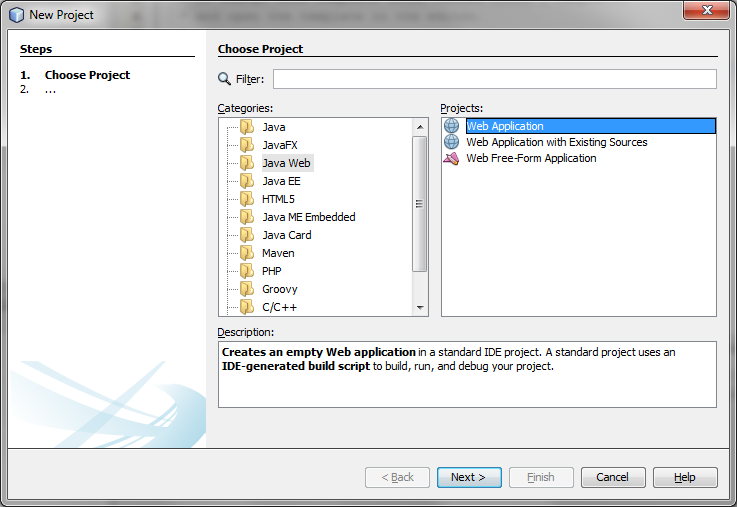 New Project
Steps
1. Choose Project
2. ...
Choose Project
Filter:
Categories:
Java
JavaFX
Java Web
Java EE
HTML5
Java ME Embedded
Java Card
Maven
PHP
Groovy
C/C++
Projects:
Web Application
Web Application with Existing Sources
Web Free-Form Application
Description:
Creates an empty Web application in a standard IDE project. A standard project uses an
IDE-generated build script to build, run, and debug your project.
< Back
Next >
Finish
Cancel
Help